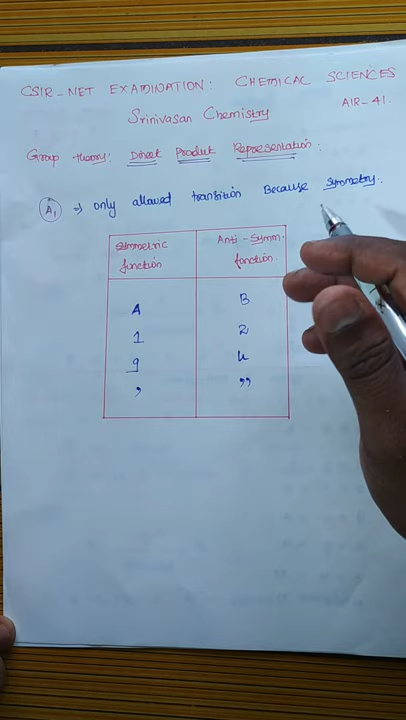 CSIR-NET EXAMINATION: CHEMICAL SCIENCES
Srinivasan Chemistry AIR-41.
Group theory: Direct Product Representation:
A1 ⇒ only allowed transition Because symmetry.
Symmetric function
Anti-Symm. function.
A B
1 2
g u
' ''